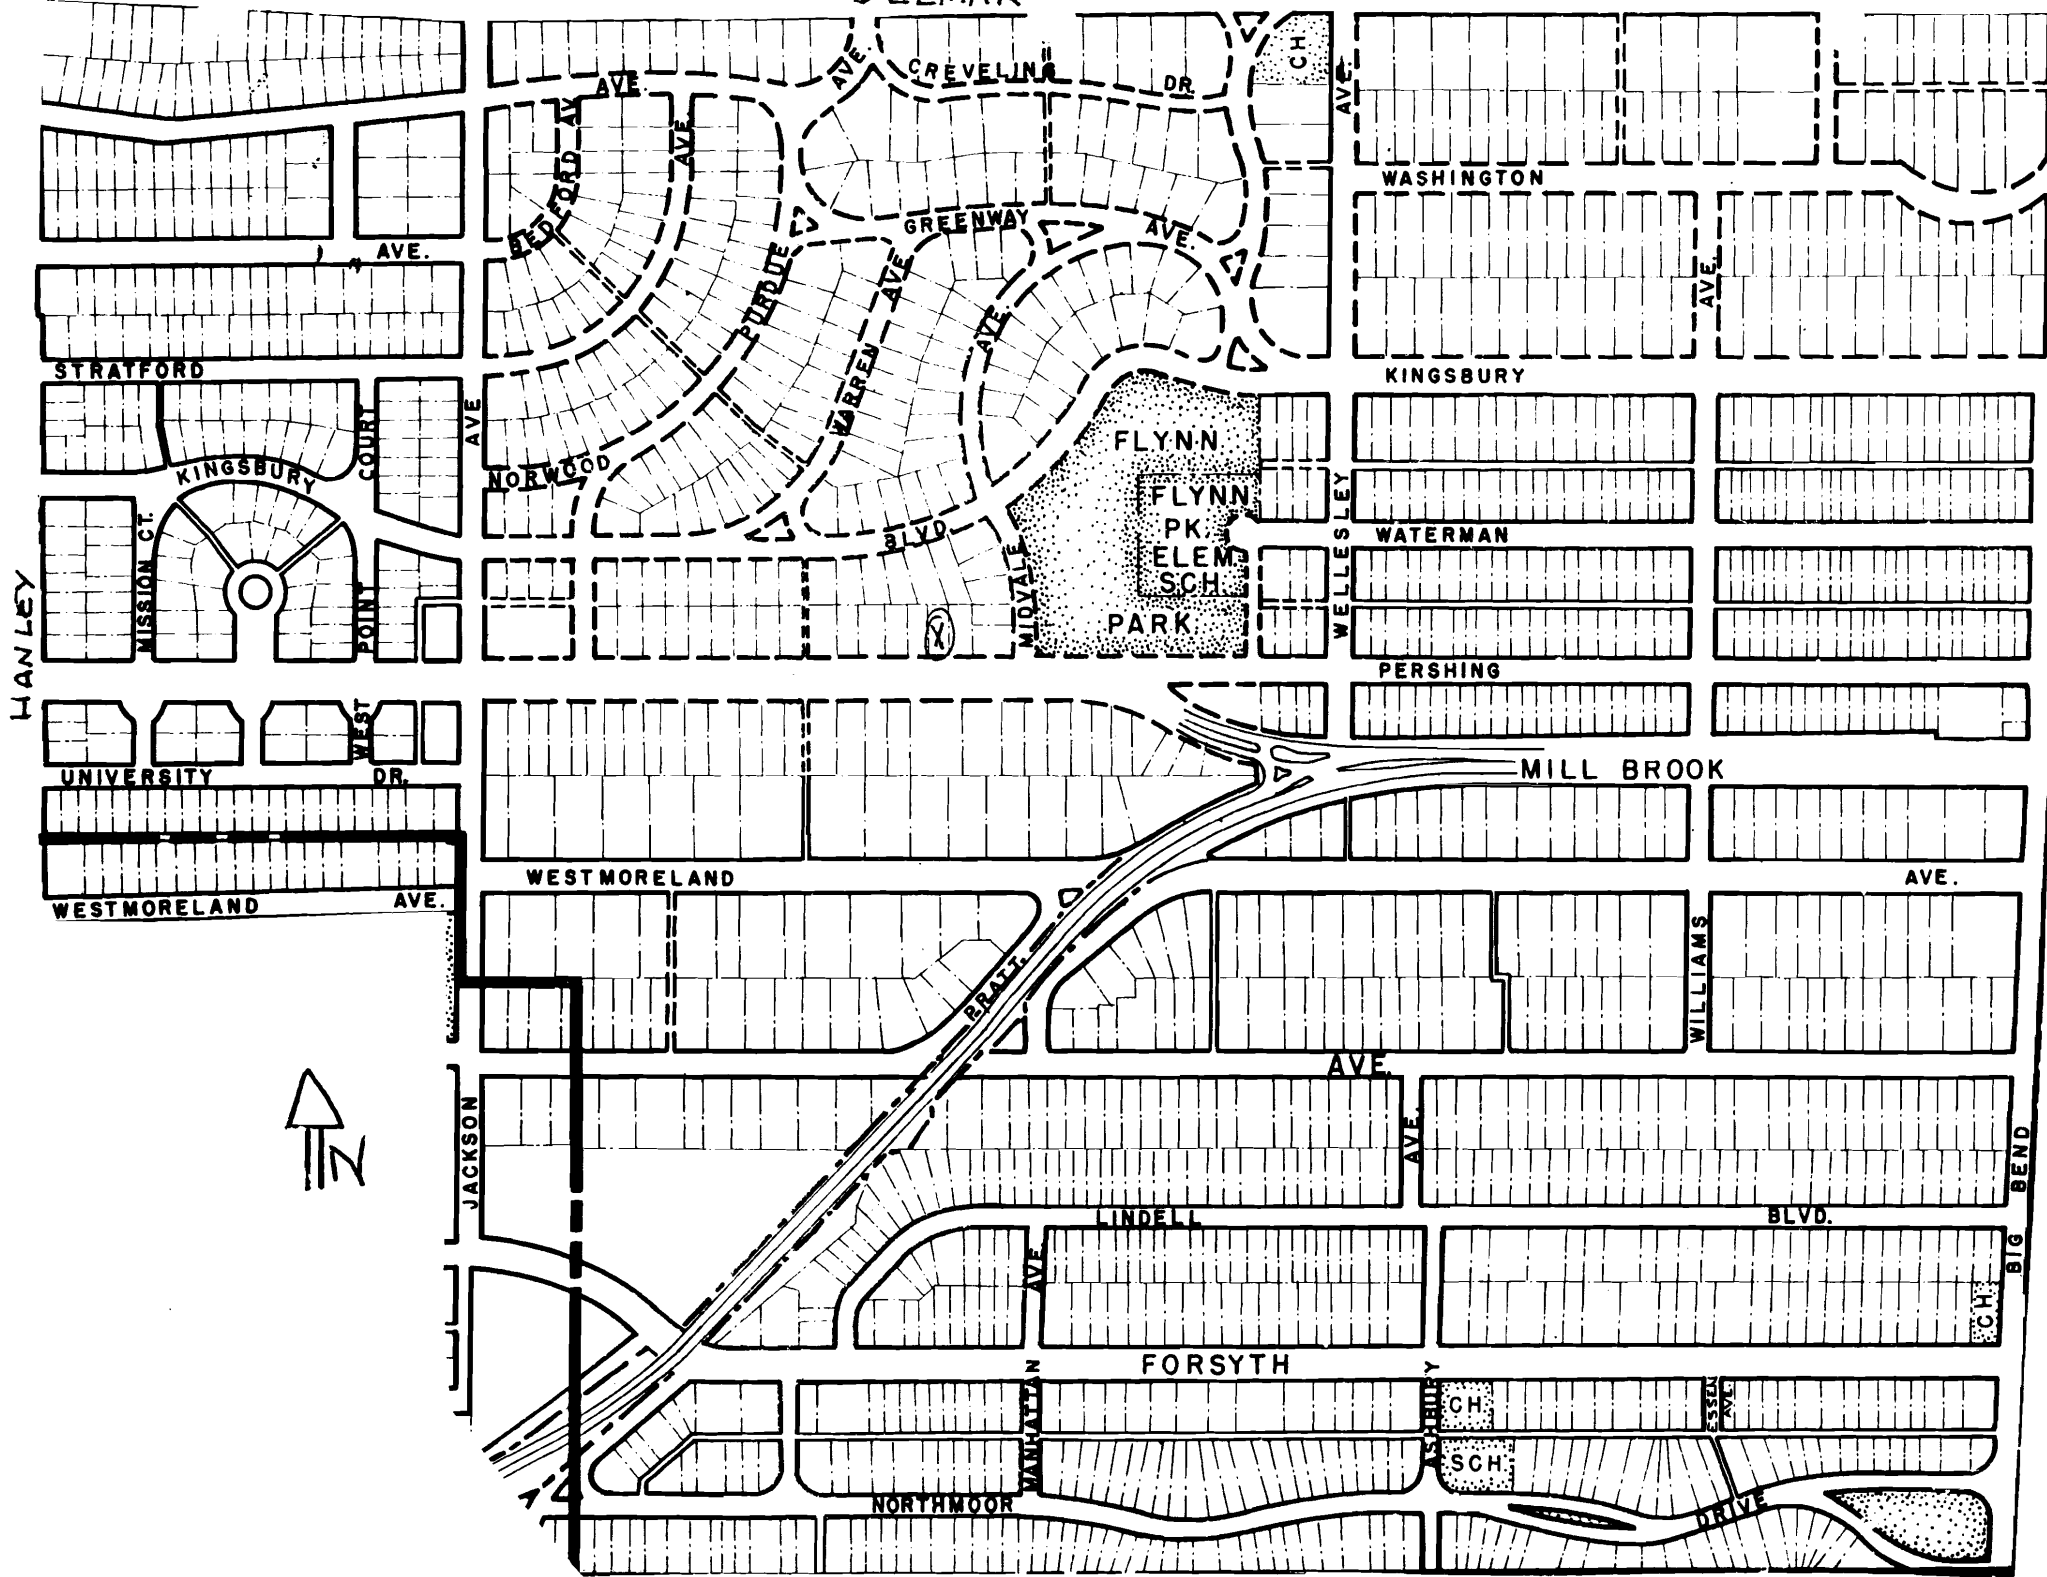 CH
CREVELING
AVE.
AVE.
DR.
AVE.
BEDFORD AV
AVE.
WASHINGTON
GREENWAY
AVE.
AVE.
PURDUE
AVE.
AVE.
STRATFORD
AVE.
WARREN
KINGSBURY
COURT
AVE
FLYNN
NORWOOD
KINGSBURY
FLYNN
PK.
ELEM.
SCH.
PARK
WELLESLEY
WATERMAN
BLVD
MIDVALE
MISSION CT.
POINT
HANLEY
X
PERSHING
WEST
UNIVERSITY
DR.
MILL BROOK
WESTMORELAND
AVE.
WESTMORELAND
AVE.
PRATT
WILLIAMS
AVE.
N
JACKSON
AVE.
BEND
LINDELL
BLVD.
AVE
BIG
CH
FORSYTH
MANHATTAN
ASHBURY
CH
ESSEN AVE.
SCH
NORTHMOOR
DRIVE